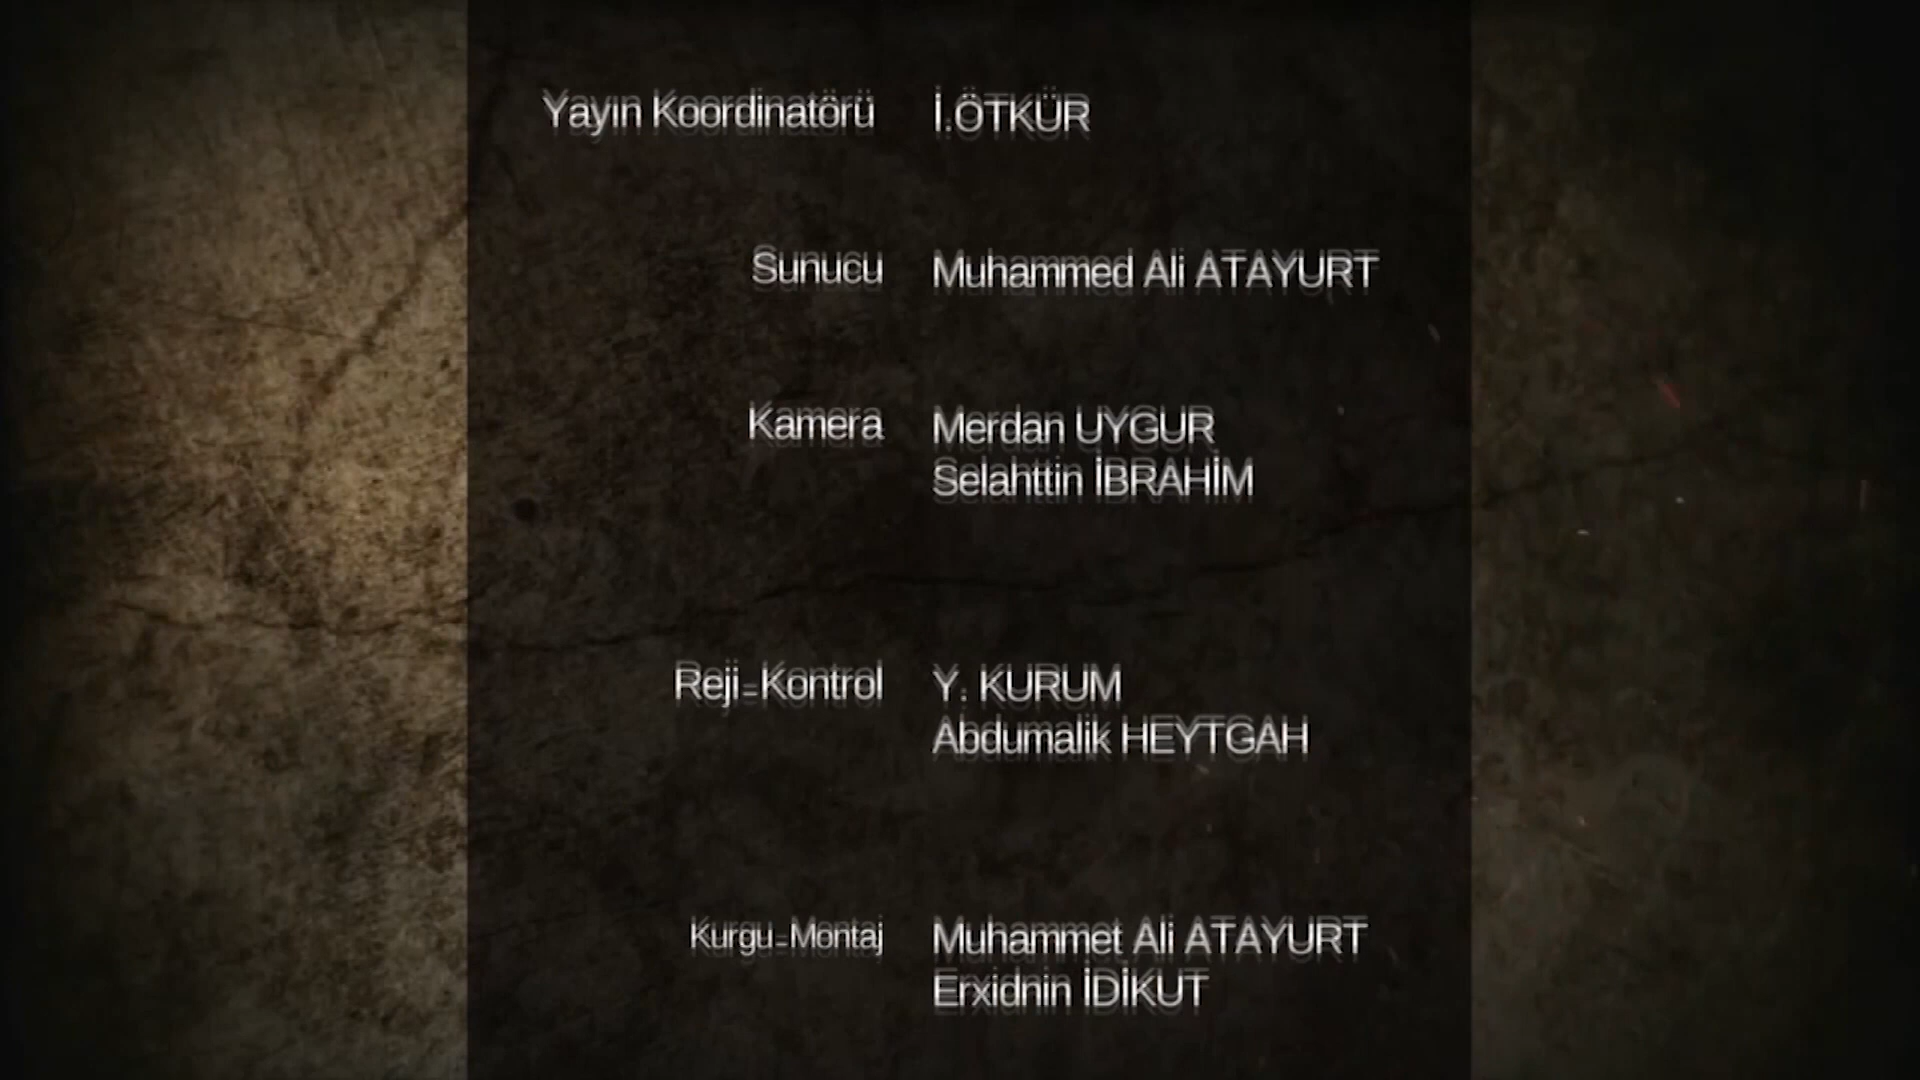 Yayın Koordinatörü İ.ÖTKÜR
Sunucu Muhammed Ali ATAYURT
Kamera Merdan UYGUR
Selahttin İBRAHİM
Reji-Kontrol Y. KURUM
Abdumalik HEYTGAH
Kurgu-Montaj Muhammet Ali ATAYURT
Erxidnin İDİKUT